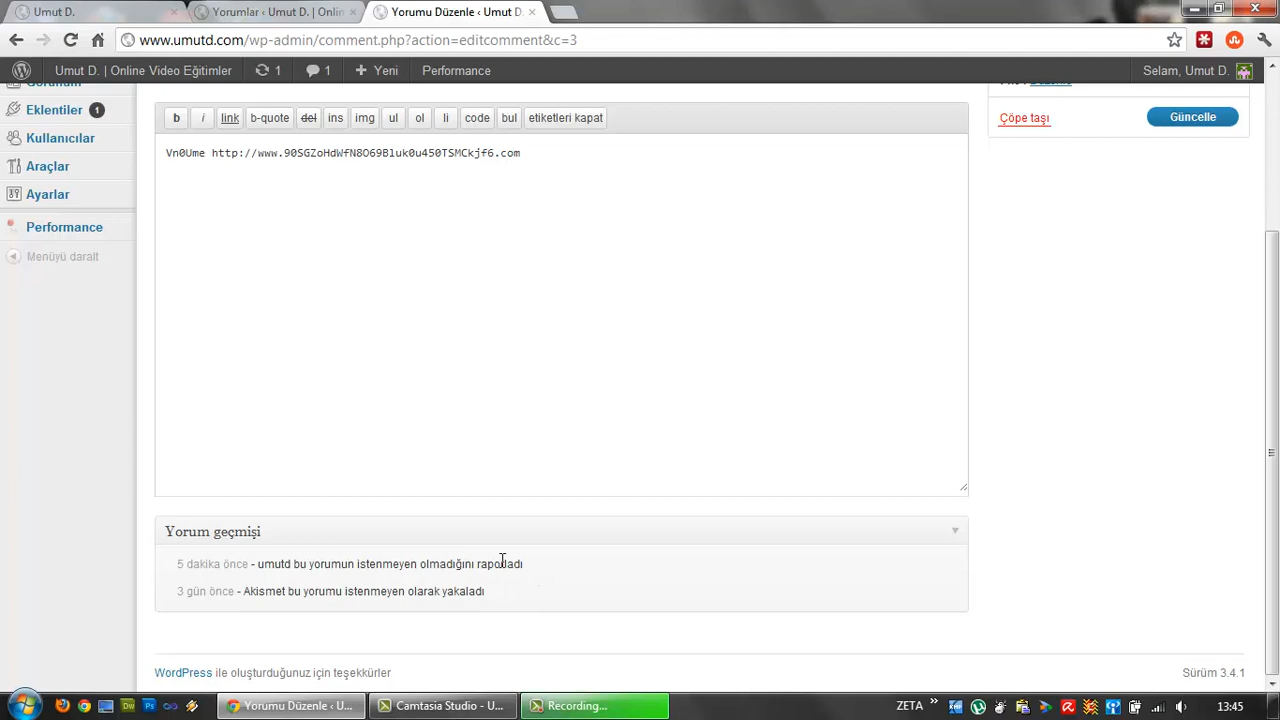 Umut D.
Yorumlar ‹ Umut D. | Onlin
Yorumu Düzenle ‹ Umut D.
www.umutd.com/wp-admin/comment.php?action=editcomment&c=3
Umut D. | Online Video Eğitimler
1
1
Yeni
Performance
Selam, Umut D.
Görünüm
Eklentiler 1
Kullanıcılar
Araçlar
Ayarlar
Performance
Menüyü daralt
b
i
link
b-quote
del
ins
img
ul
ol
li
code
bul
etiketleri kapat
Düzenle
Çöpe taşı
Güncelle
Vn0Ume http://www.90SGZoHdWfN8O69Bluk0u450TSMCkjf6.com
Yorum geçmişi
5 dakika önce - umutd bu yorumun istenmeyen olmadığını raporladı
3 gün önce - Akismet bu yorumu istenmeyen olarak yakaladı
WordPress ile oluşturduğunuz için teşekkürler
Sürüm 3.4.1
Yorumu Düzenle ‹ U...
Camtasia Studio - U...
Recording...
ZETA
13:45